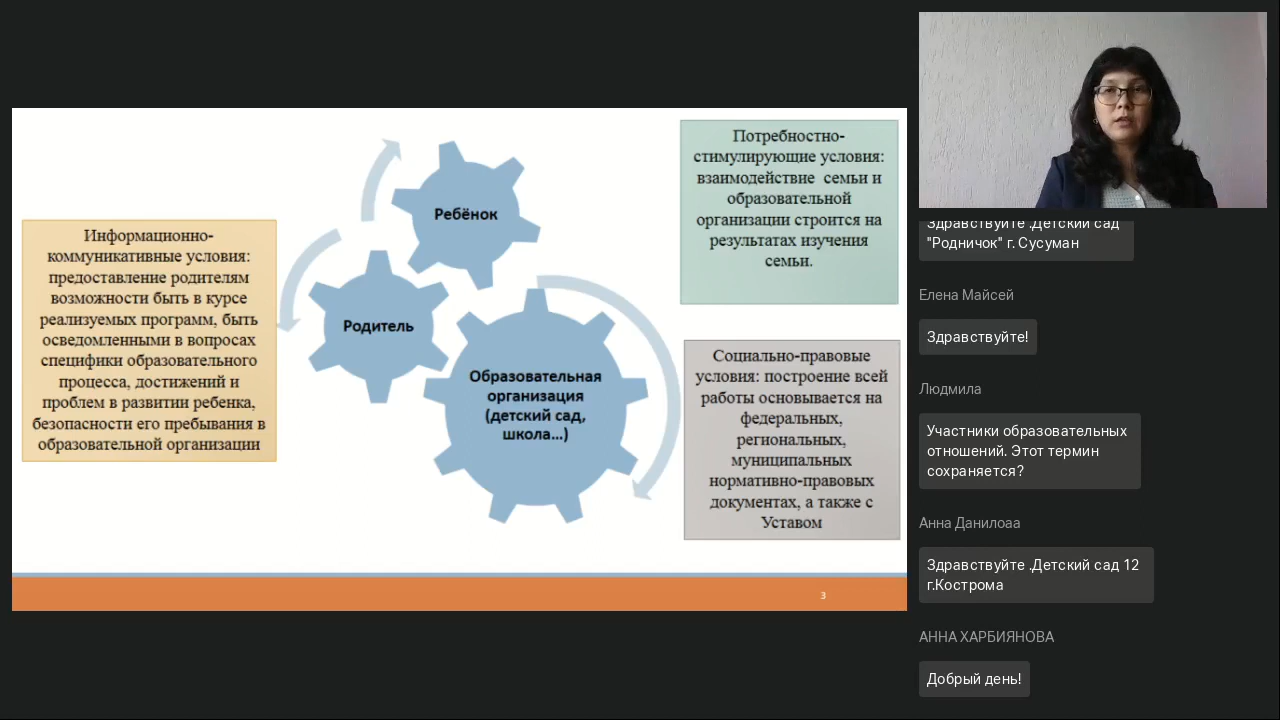 Информационно-
коммуникативные условия:
предоставление родителям
возможности быть в курсе
реализуемых программ, быть
осведомленными в вопросах
специфики образовательного
процесса, достижений и
проблем в развитии ребенка,
безопасности его пребывания в
образовательной организации
Ребёнок
Родитель
Образовательная
организация
(детский сад,
школа...)
Потребностно-
стимулирующие условия:
взаимодействие семьи и
образовательной
организации строится на
результатах изучения
семьи.
Социально-правовые
условия: построение всей
работы основывается на
федеральных,
региональных,
муниципальных
нормативно-правовых
документах, а также с
Уставом
3
Здравствуйте .Детский сад
"Родничок" г. Сусуман
Елена Майсей
Здравствуйте!
Людмила
Участники образовательных
отношений. Этот термин
сохраняется?
Анна Данилоаа
Здравствуйте .Детский сад 12
г.Кострома
АННА ХАРБИЯНОВА
Добрый день!